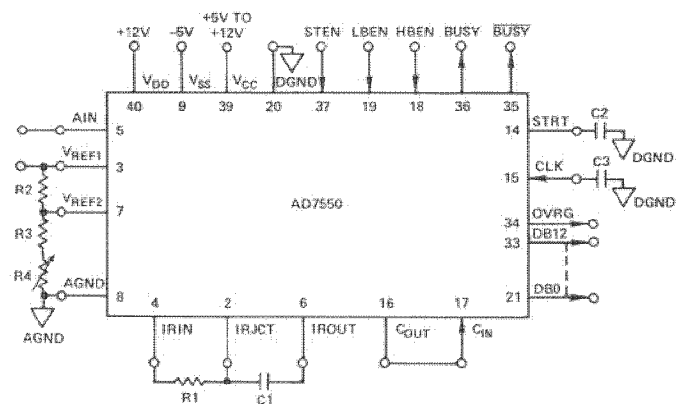 +5V TO
+12V -5V +12V STEN LBEN HBEN BUSY BUSY
VDD VSS VCC DGND
40 9 39 20 37 19 18 36 35
AIN 5
14 STRT C2
DGND
VREF1 3
R2
15 CLK C3
DGND
AD7550
VREF2 7
R3
34 OVRG
33 DB12
R4
AGND 8
21 DB0
AGND
4 2 6 16 17
IRIN IRJCT IROUT COUT CIN
R1 C1